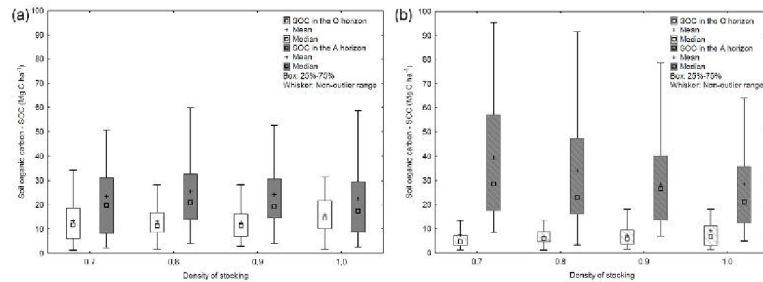 (a)
Soil organic carbon - SOC (Mg C ha⁻¹)
100
90
80
70
60
50
40
30
20
10
0
SOC in the O horizon
Mean
Median
SOC in the A horizon
Mean
Median
Box: 25%-75%
Whisker: Non-outlier range
0,7 0,8 0,9 1,0
Density of stocking
(b)
Soil organic carbon - SOC (Mg C ha⁻¹)
100
90
80
70
60
50
40
30
20
10
0
SOC in the O horizon
Mean
Median
SOC in the A horizon
Mean
Median
Box: 25%-75%
Whisker: Non-outlier range
0.7 0.8 0.9 1.0
Density of stocking